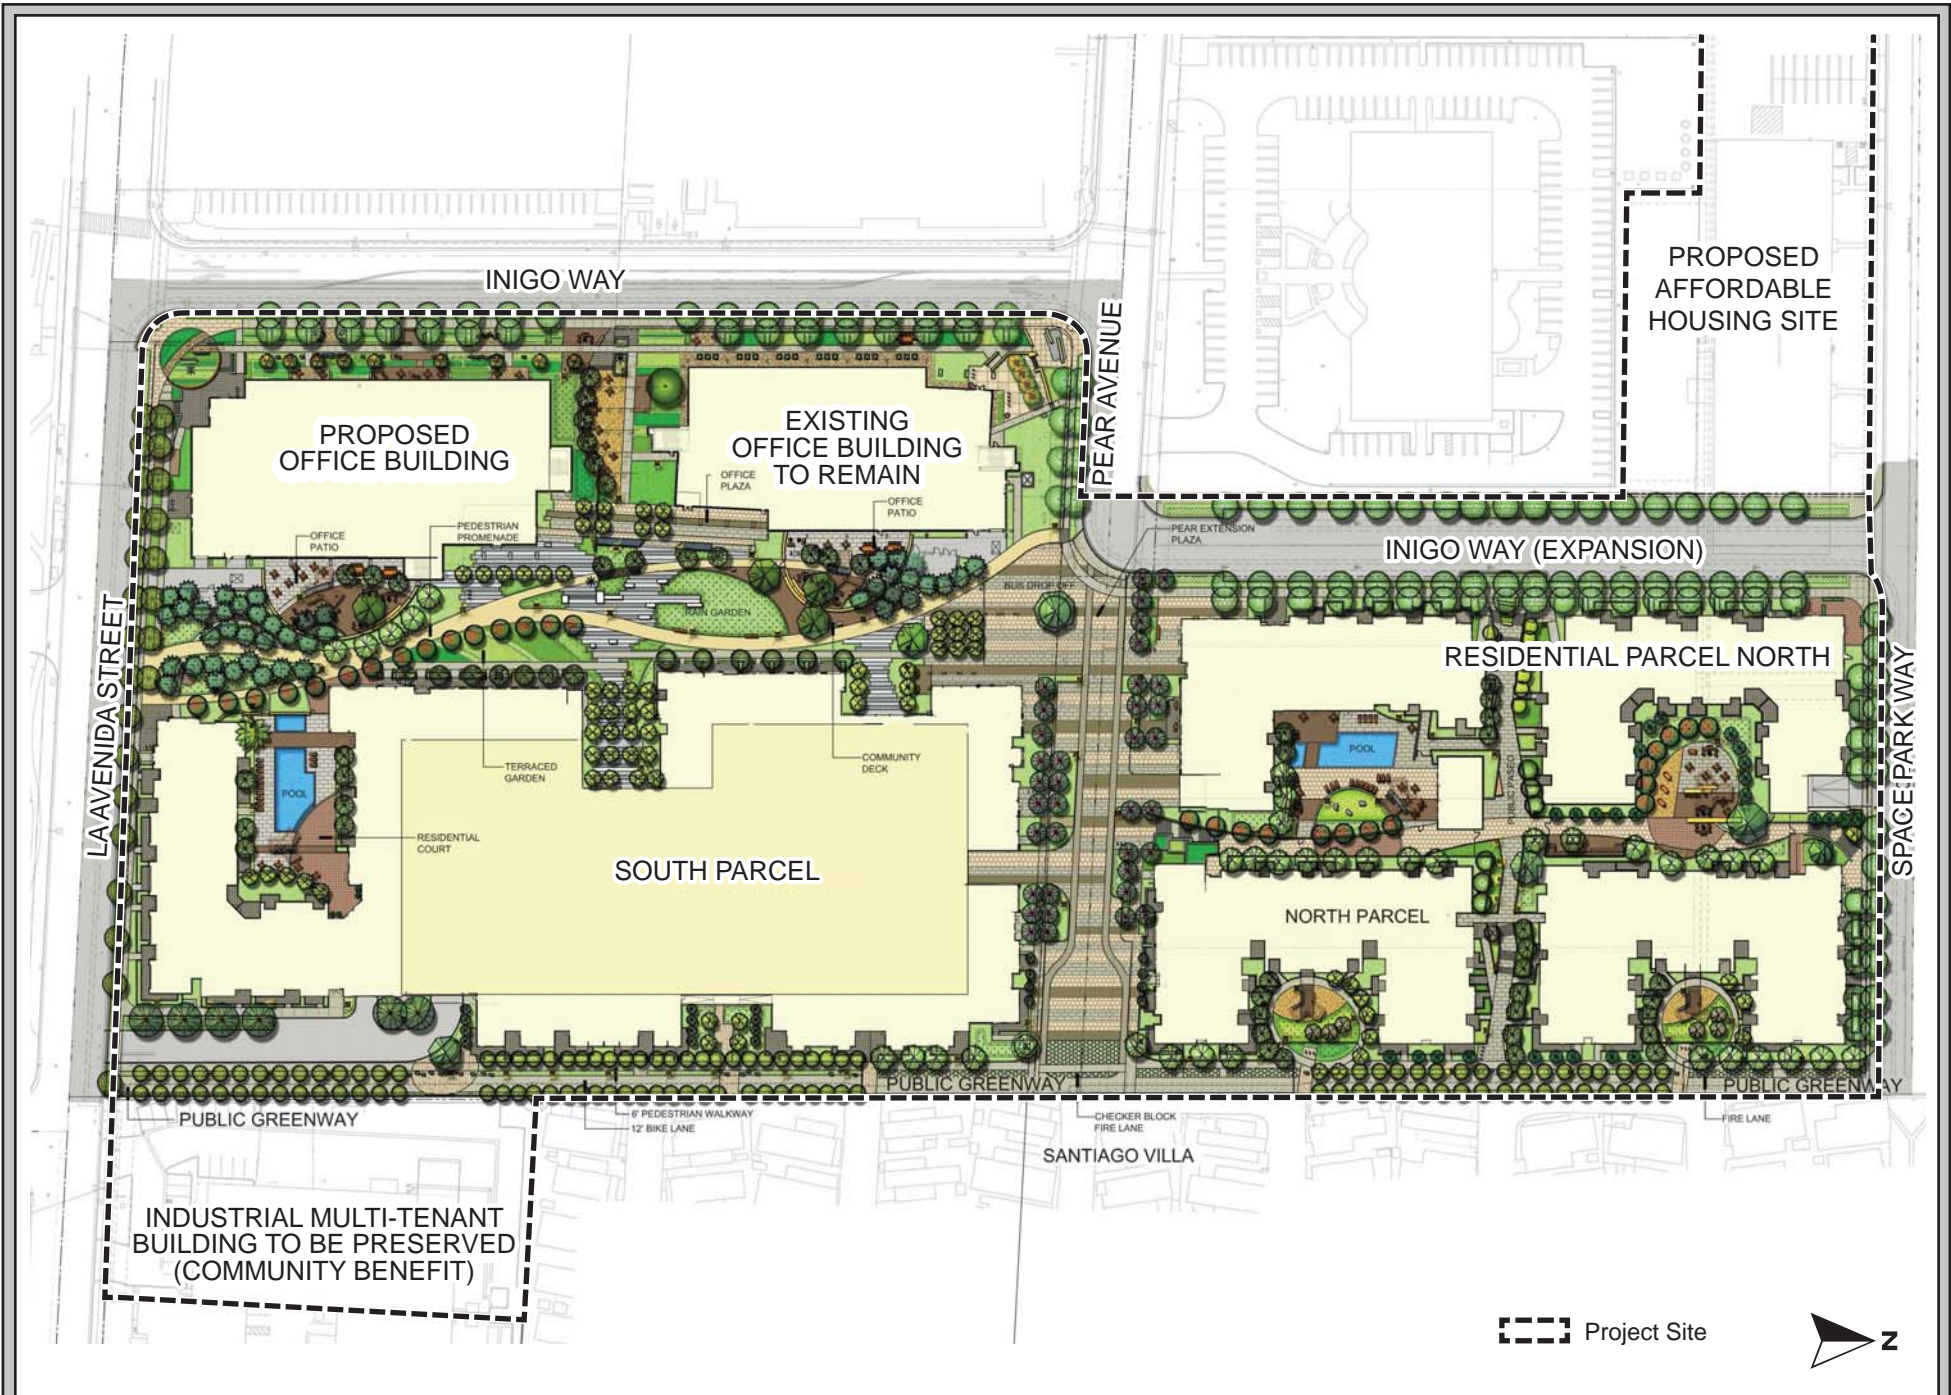 INIGO WAY
PEAR AVENUE
PROPOSED
AFFORDABLE
HOUSING SITE
PROPOSED
OFFICE BUILDING
EXISTING
OFFICE BUILDING
TO REMAIN
OFFICE
PLAZA
OFFICE
PATIO
PEDESTRIAN
PROMENADE
OFFICE
PATIO
PEAR EXTENSION
PLAZA
INIGO WAY (EXPANSION)
BUS DROP OFF
RAIN GARDEN
LA AVENIDA STREET
RESIDENTIAL PARCEL NORTH
SPACE PARK WAY
POOL
TERRACED
GARDEN
COMMUNITY
DECK
POOL
PUBLIC PASEO
RESIDENTIAL
COURT
SOUTH PARCEL
NORTH PARCEL
PUBLIC GREENWAY
PUBLIC GREENWAY
PUBLIC GREENWAY
6' PEDESTRIAN WALKWAY
12' BIKE LANE
CHECKER BLOCK
FIRE LANE
FIRE LANE
SANTIAGO VILLA
INDUSTRIAL MULTI-TENANT
BUILDING TO BE PRESERVED
(COMMUNITY BENEFIT)
Project Site
N